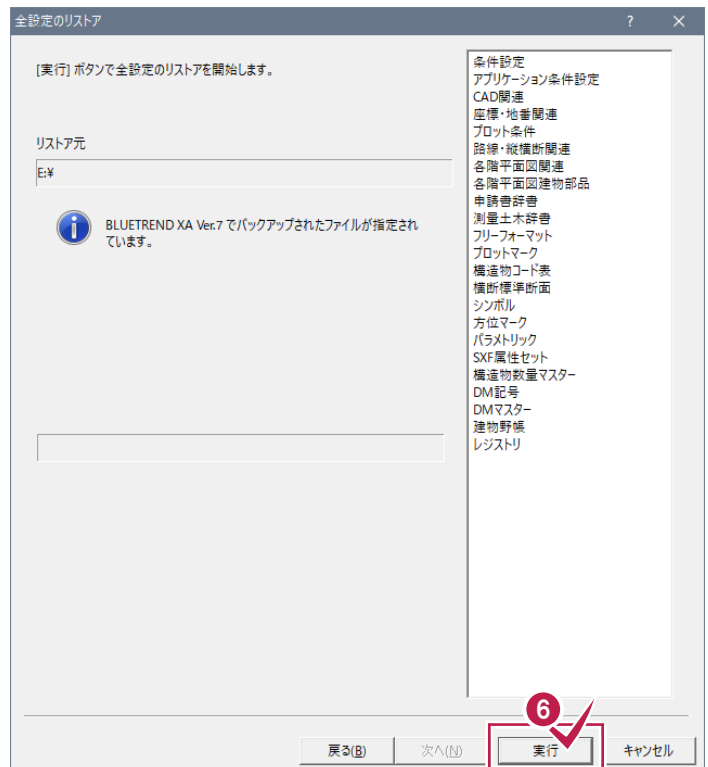 全設定のリストア
[実行] ボタンで全設定のリストアを開始します。
リストア元
E:¥
BLUETREND XA Ver.7 でバックアップされたファイルが指定され
ています。
条件設定
アプリケーション条件設定
CAD関連
座標・地番関連
プロット条件
路線・縦横断関連
各階平面図関連
各階平面図建物部品
申請書辞書
測量土木辞書
フリーフォーマット
プロットマーク
構造物コード表
横断標準断面
シンボル
方位マーク
パラメトリック
SXF属性セット
構造物数量マスター
DM記号
DMマスター
建物野帳
レジストリ
6
戻る(B) 次へ(N) 実行 キャンセル